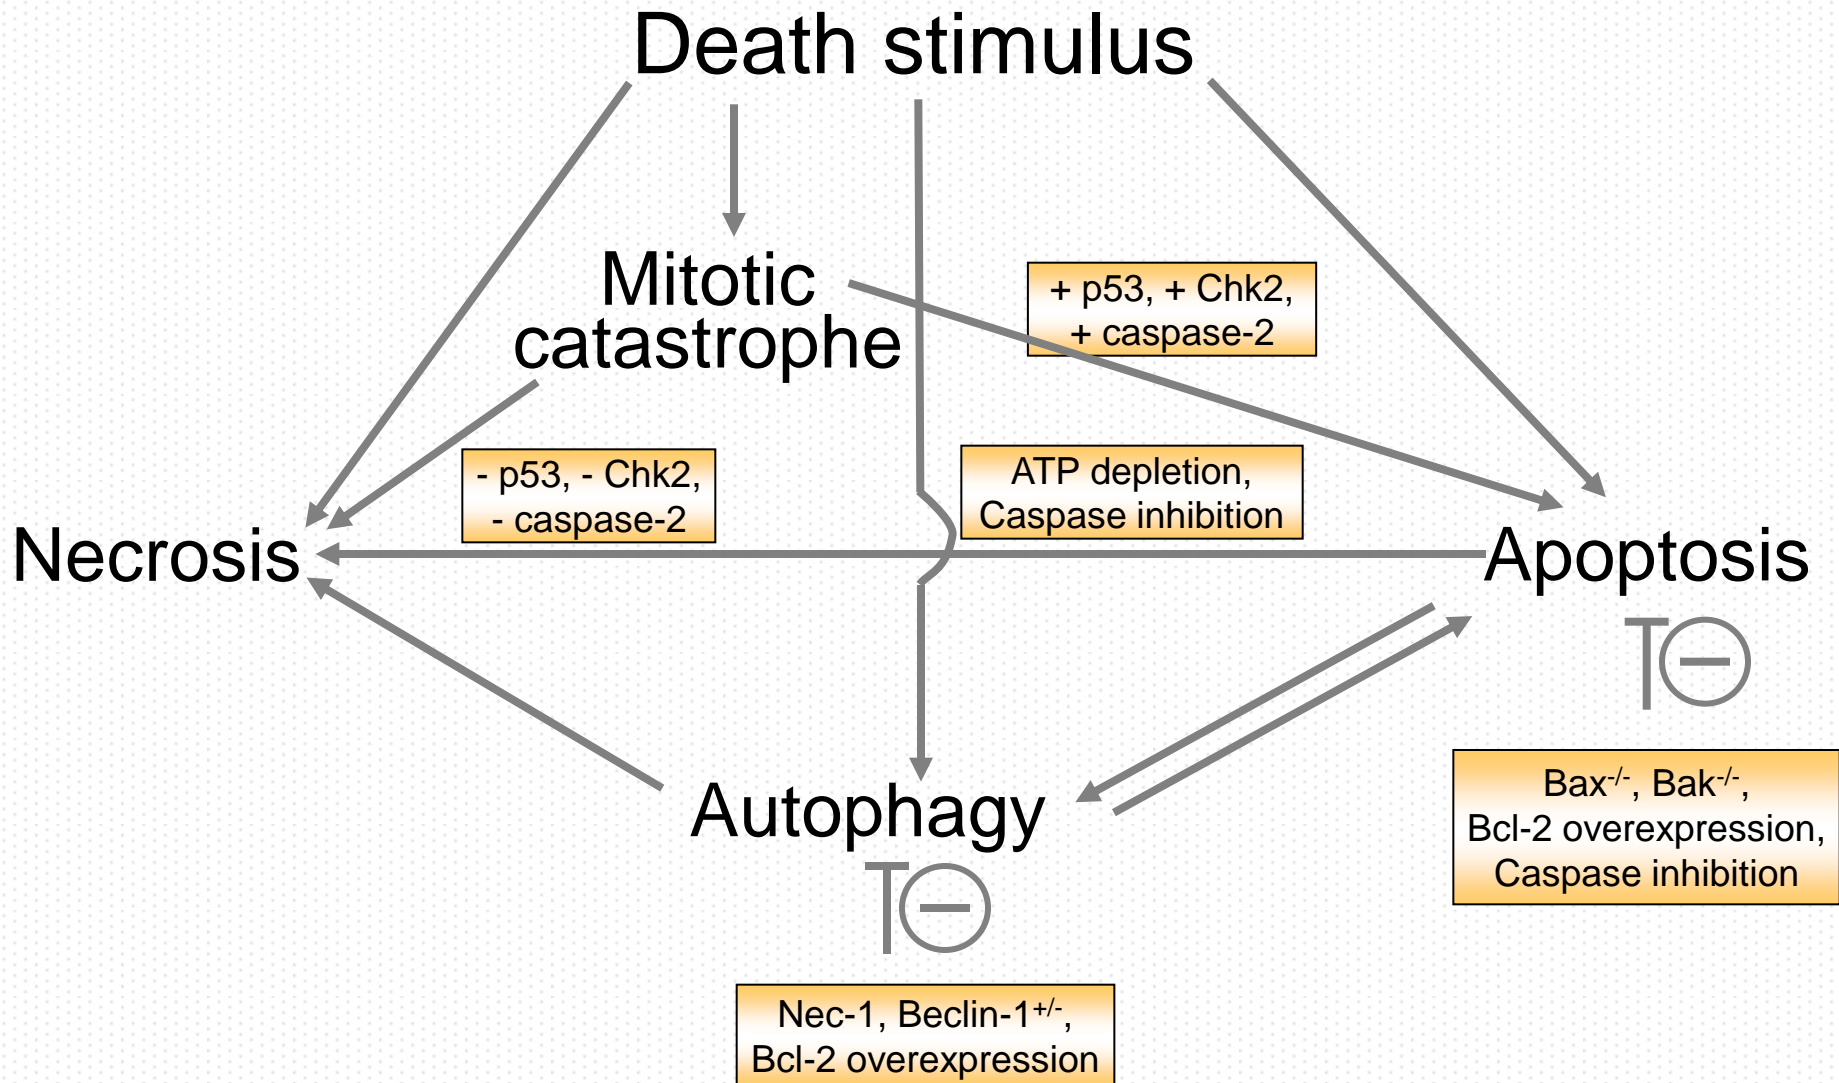 Death stimulus
Mitotic
catastrophe
+ p53, + Chk2,
+ caspase-2
- p53, - Chk2,
- caspase-2
ATP depletion,
Caspase inhibition
Necrosis
Apoptosis
Autophagy
Bax-/-, Bak-/-,
Bcl-2 overexpression,
Caspase inhibition
Nec-1, Beclin-1+/-,
Bcl-2 overexpression